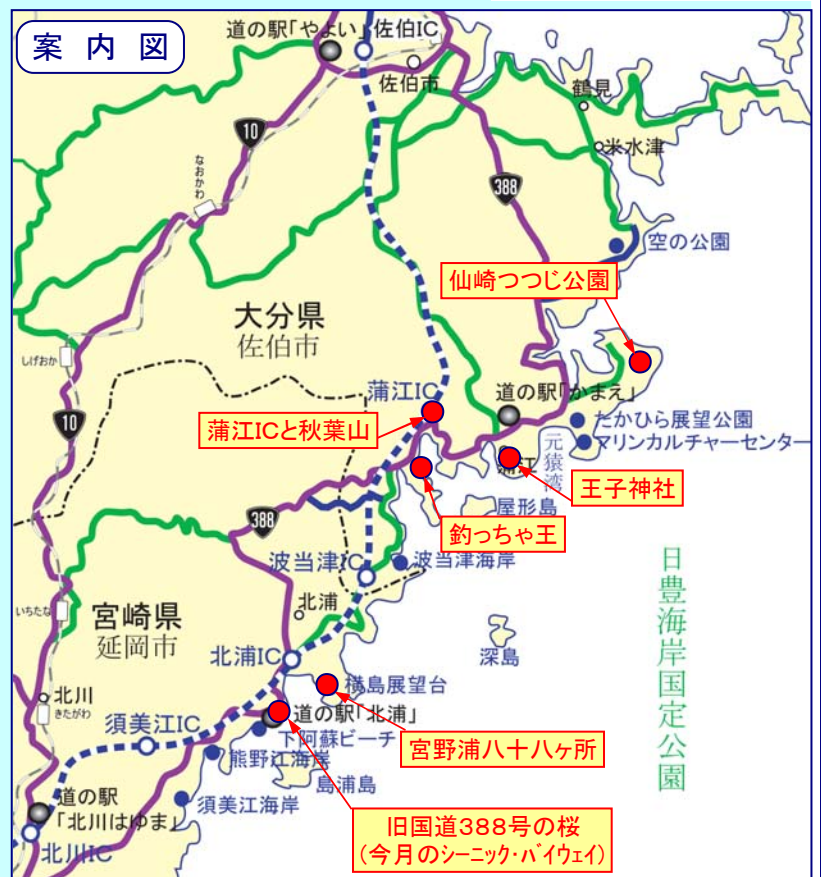 案内図
道の駅「やよい」
佐伯IC
佐伯市
鶴見
10
米水津
なおかわ
388
空の公園
仙崎つつじ公園
大分県
佐伯市
しげおか
蒲江IC
道の駅「かまえ」
10
蒲江ICと秋葉山
たかひら展望公園
マリンカルチャーセンター
元猿湾
蒲江
王子神社
屋形島
釣っちゃ王
388
波当津IC
波当津海岸
日豊海岸国定公園
いちたな
宮崎県
延岡市
北浦
深島
北浦IC
横島展望台
北川
きたがわ
須美江IC
道の駅「北浦」
下阿蘇ビーチ
宮野浦八十八ヶ所
熊野江海岸
島浦島
道の駅
「北川はゆま」
須美江海岸
旧国道388号の桜
(今月のシーニック・バイウェイ)
北川IC